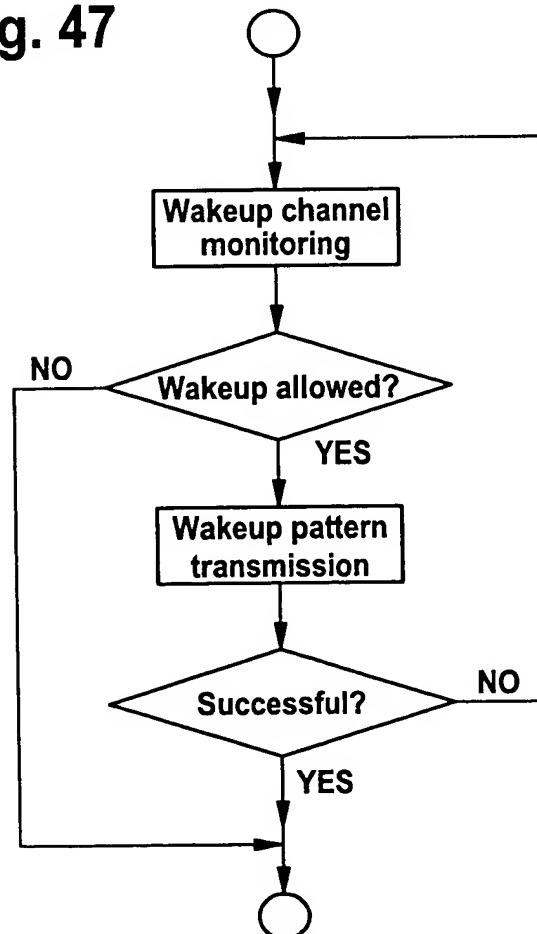 g. 47
Wakeup channel
monitoring
NO
Wakeup allowed?
YES
Wakeup pattern
transmission
Successful?
NO
YES